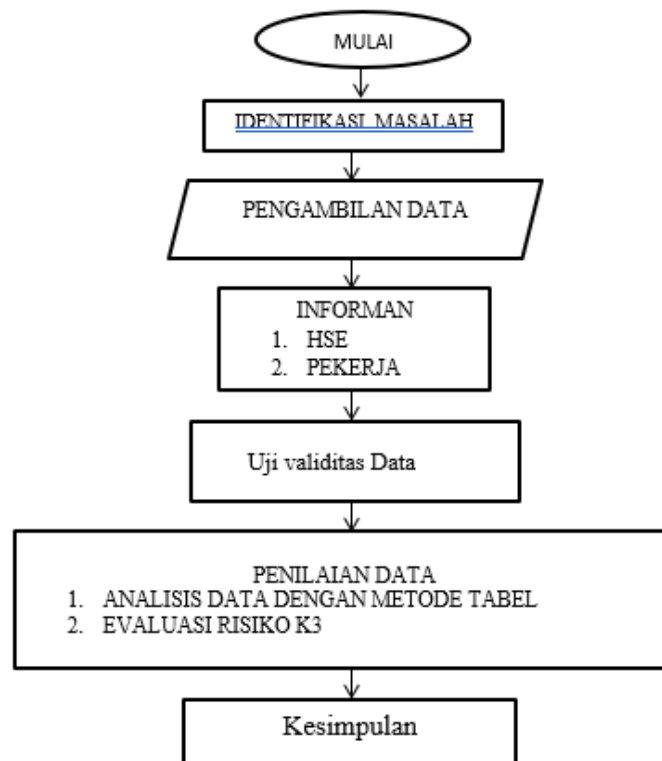 MULAI
IDENTIFIKASI MASALAH
PENGAMBILAN DATA
INFORMAN
1. HSE
2. PEKERJA
Uji validitas Data
PENILAIAN DATA
1. ANALISIS DATA DENGAN METODE TABEL
2. EVALUASI RISIKO K3
Kesimpulan